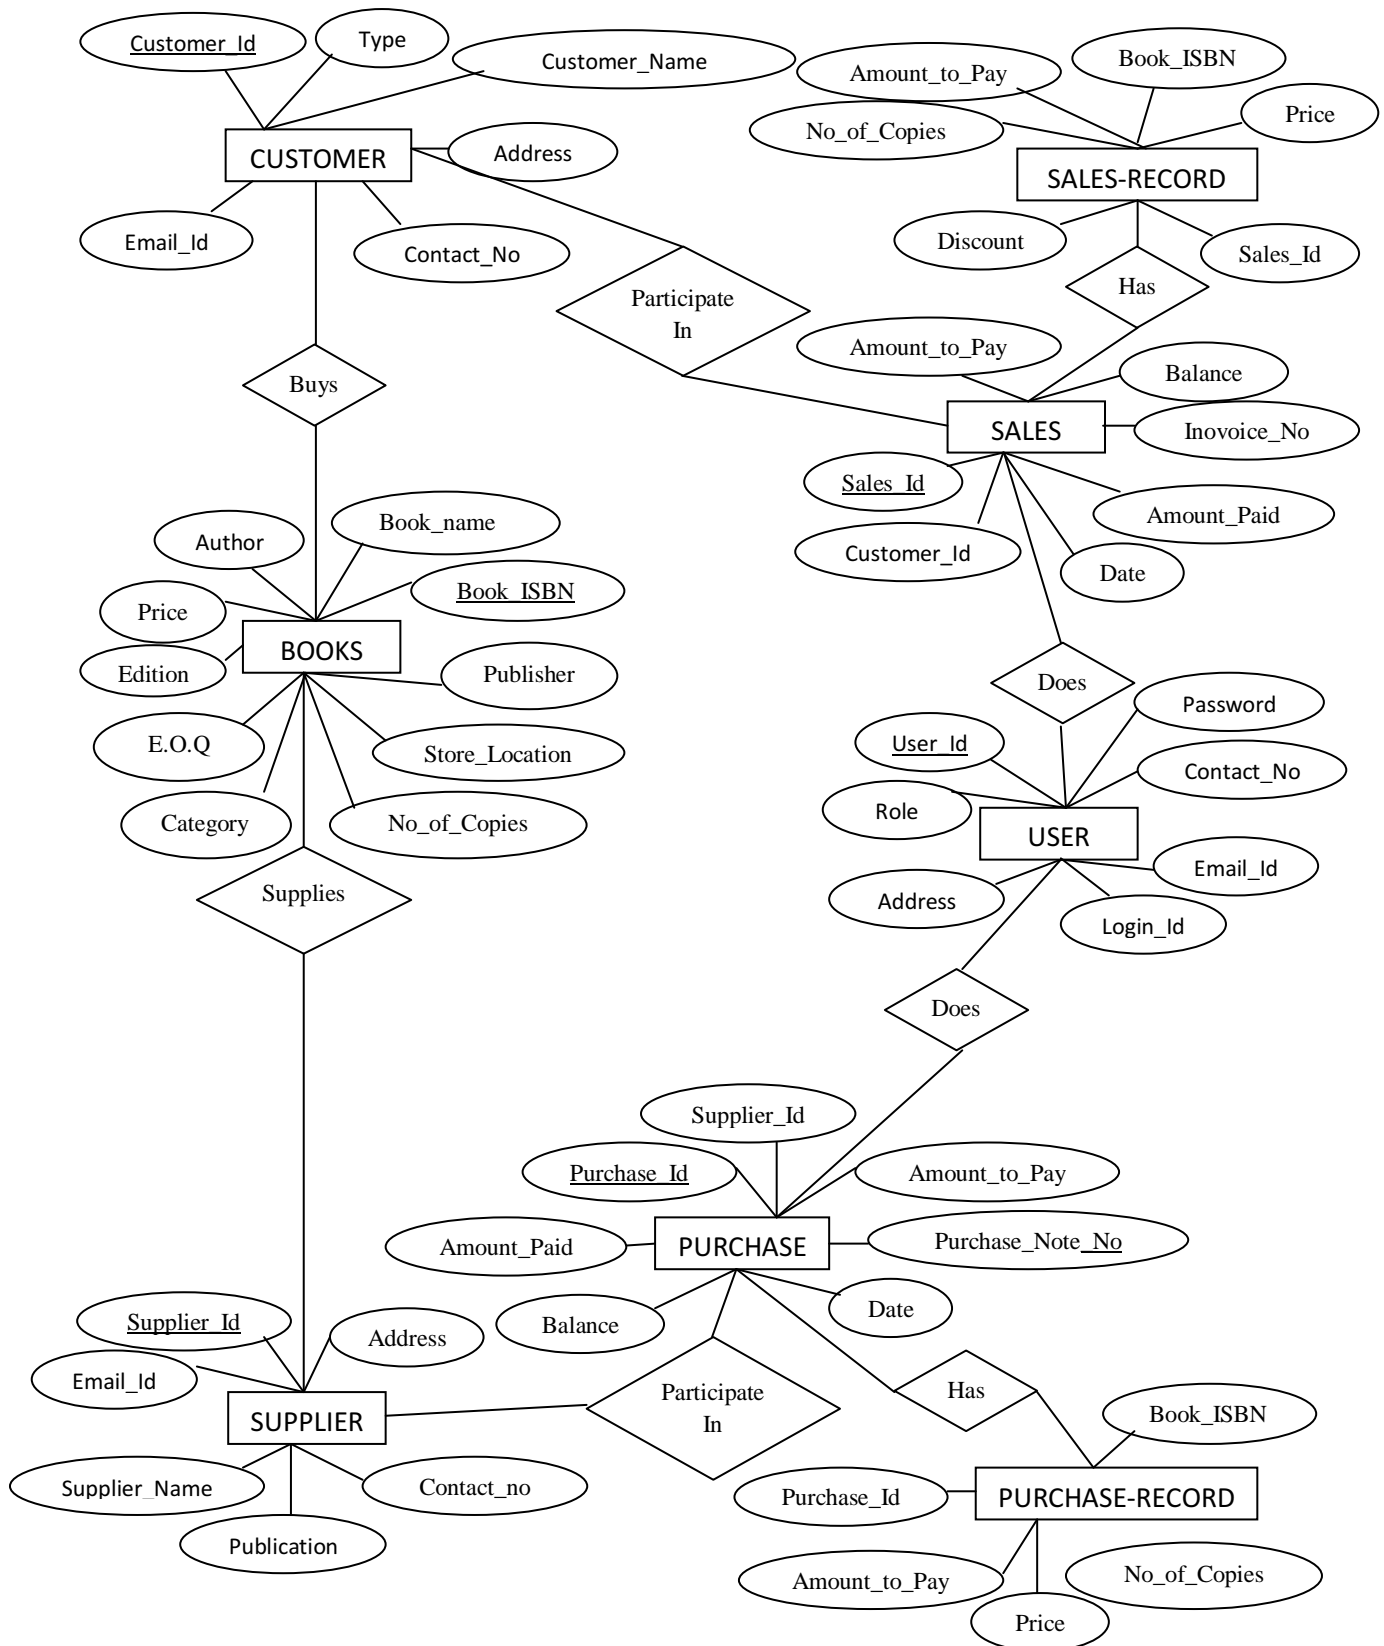 Customer_Id
Type
Customer_Name
Address
CUSTOMER
Email_Id
Contact_No
Amount_to_Pay
Book_ISBN
Price
No_of_Copies
SALES-RECORD
Discount
Sales_Id
Has
Participate
In
Buys
Amount_to_Pay
Balance
SALES
Inovoice_No
Sales_Id
Amount_Paid
Customer_Id
Date
Author
Book_name
Book_ISBN
Price
BOOKS
Edition
Publisher
E.O.Q
Store_Location
Category
No_of_Copies
Does
Password
User_Id
Contact_No
Role
USER
Email_Id
Address
Login_Id
Supplies
Does
Supplier_Id
Purchase_Id
Amount_to_Pay
Amount_Paid
PURCHASE
Purchase_Note_No
Balance
Date
Supplier_Id
Address
Email_Id
SUPPLIER
Participate
In
Has
Book_ISBN
Supplier_Name
Contact_no
Publication
Purchase_Id
PURCHASE-RECORD
Amount_to_Pay
No_of_Copies
Price